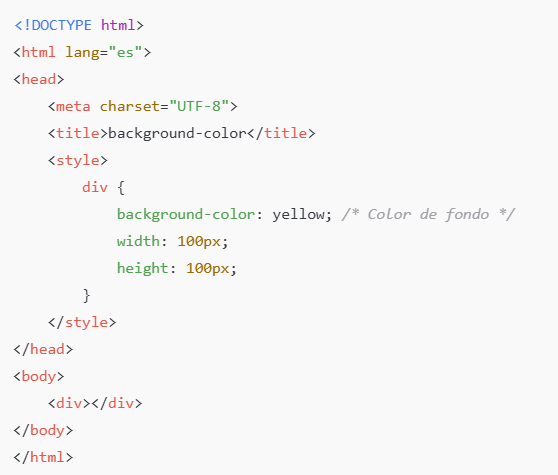 <!DOCTYPE html>
<html lang="es">
<head>
    <meta charset="UTF-8">
    <title>background-color</title>
    <style>
        div {
            background-color: yellow; /* Color de fondo */
            width: 100px;
            height: 100px;
        }
    </style>
</head>
<body>
    <div></div>
</body>
</html>